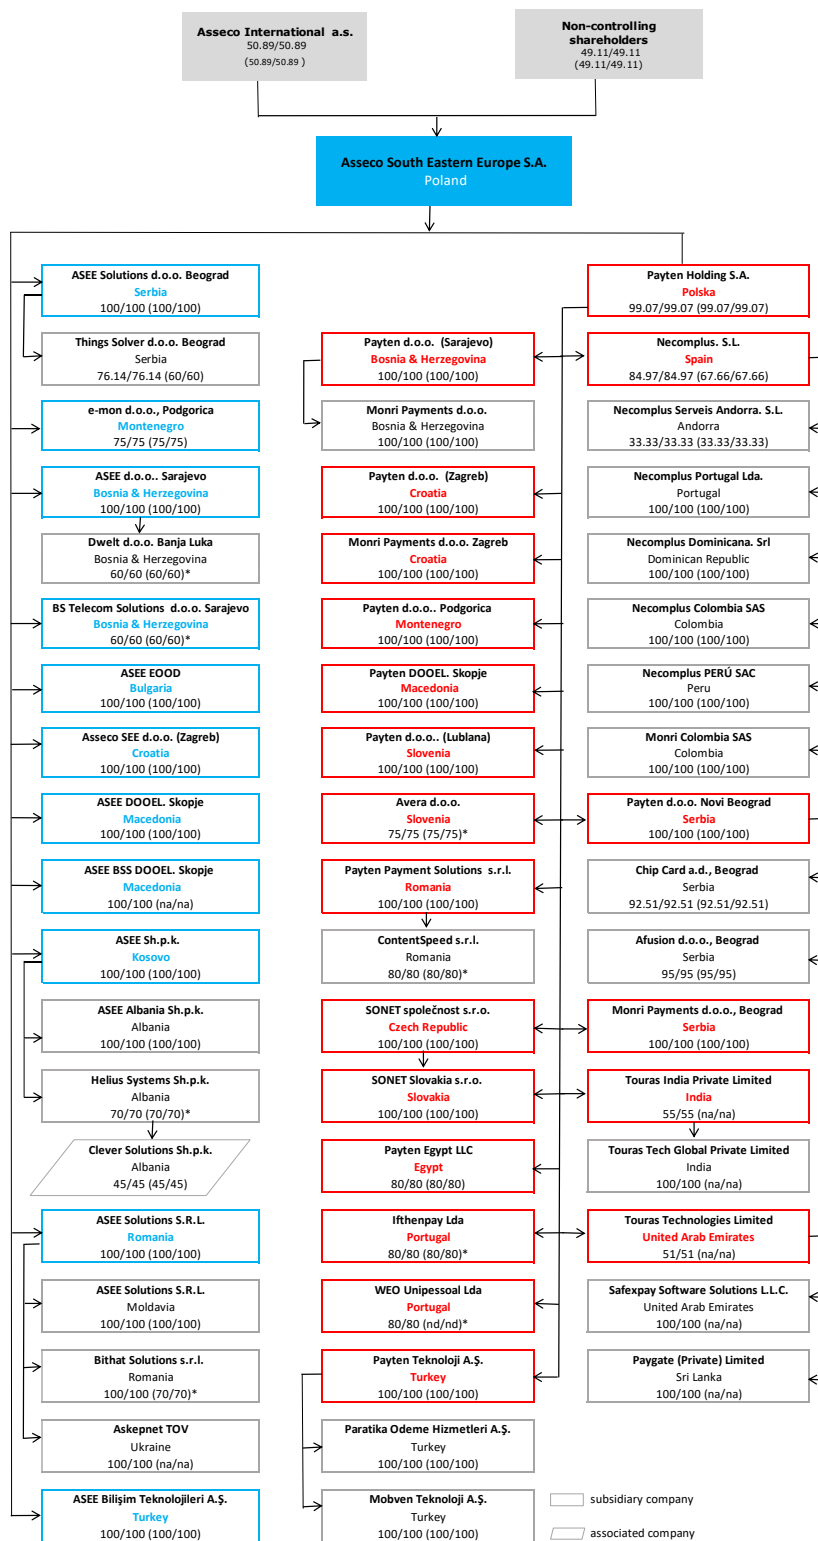 Asseco International  a.s.
50.89/50.89
(50.89/50.89 )
Non-controlling
shareholders
49.11/49.11
(49.11/49.11)
Asseco South Eastern Europe S.A.
Poland
ASEE Solutions d.o.o. Beograd
Serbia
100/100 (100/100)
Things Solver d.o.o. Beograd
Serbia
76.14/76.14 (60/60)
e-mon d.o.o., Podgorica
Montenegro
75/75 (75/75)
ASEE d.o.o.. Sarajevo
Bosnia & Herzegovina
100/100 (100/100)
Dwelt d.o.o. Banja Luka
Bosnia & Herzegovina
60/60 (60/60)*
BS Telecom Solutions  d.o.o. Sarajevo
Bosnia & Herzegovina
60/60 (60/60)*
ASEE EOOD
Bulgaria
100/100 (100/100)
Asseco SEE d.o.o. (Zagreb)
Croatia
100/100 (100/100)
ASEE DOOEL. Skopje
Macedonia
100/100 (100/100)
ASEE BSS DOOEL. Skopje
Macedonia
100/100 (na/na)
ASEE Sh.p.k.
Kosovo
100/100 (100/100)
ASEE Albania Sh.p.k.
Albania
100/100 (100/100)
Helius Systems Sh.p.k.
Albania
70/70 (70/70)*
Clever Solutions Sh.p.k.
Albania
45/45 (45/45)
ASEE Solutions S.R.L.
Romania
100/100 (100/100)
ASEE Solutions S.R.L.
Moldavia
100/100 (100/100)
Bithat Solutions s.r.l.
Romania
100/100 (70/70)*
Askepnet TOV
Ukraine
100/100 (na/na)
ASEE Bilişim Teknolojileri A.Ş.
Turkey
100/100 (100/100)
Payten d.o.o.  (Sarajevo)
Bosnia & Herzegovina
100/100 (100/100)
Monri Payments d.o.o.
Bosnia & Herzegovina
100/100 (100/100)
Payten d.o.o.  (Zagreb)
Croatia
100/100 (100/100)
Monri Payments d.o.o. Zagreb
Croatia
100/100 (100/100)
Payten d.o.o.. Podgorica
Montenegro
100/100 (100/100)
Payten DOOEL. Skopje
Macedonia
100/100 (100/100)
Payten d.o.o.. (Lublana)
Slovenia
100/100 (100/100)
Avera d.o.o.
Slovenia
75/75 (75/75)*
Payten Payment Solutions  s.r.l.
Romania
100/100 (100/100)
ContentSpeed s.r.l.
Romania
80/80 (80/80)*
SONET společnost s.r.o.
Czech Republic
100/100 (100/100)
SONET Slovakia s.r.o.
Slovakia
100/100 (100/100)
Payten Egypt LLC
Egypt
80/80 (80/80)
Ifthenpay Lda
Portugal
80/80 (80/80)*
WEO Unipessoal Lda
Portugal
80/80 (nd/nd)*
Payten Teknoloji A.Ş.
Turkey
100/100 (100/100)
Paratika Odeme Hizmetleri A.Ş.
Turkey
100/100 (100/100)
Mobven Teknoloji A.Ş.
Turkey
100/100 (100/100)
Payten Holding S.A.
Polska
99.07/99.07 (99.07/99.07)
Necomplus. S.L.
Spain
84.97/84.97 (67.66/67.66)
Necomplus Serveis Andorra. S.L.
Andorra
33.33/33.33 (33.33/33.33)
Necomplus Portugal Lda.
Portugal
100/100 (100/100)
Necomplus Dominicana. Srl
Dominican Republic
100/100 (100/100)
Necomplus Colombia SAS
Colombia
100/100 (100/100)
Necomplus PERÚ SAC
Peru
100/100 (100/100)
Monri Colombia SAS
Colombia
100/100 (100/100)
Payten d.o.o. Novi Beograd
Serbia
100/100 (100/100)
Chip Card a.d., Beograd
Serbia
92.51/92.51 (92.51/92.51)
Afusion d.o.o., Beograd
Serbia
95/95 (95/95)
Monri Payments d.o.o., Beograd
Serbia
100/100 (100/100)
Touras India Private Limited
India
55/55 (na/na)
Touras Tech Global Private Limited
India
100/100 (na/na)
Touras Technologies Limited
United Arab Emirates
51/51 (na/na)
Safexpay Software Solutions L.L.C.
United Arab Emirates
100/100 (na/na)
Paygate (Private) Limited
Sri Lanka
100/100 (na/na)
subsidiary company
associated company